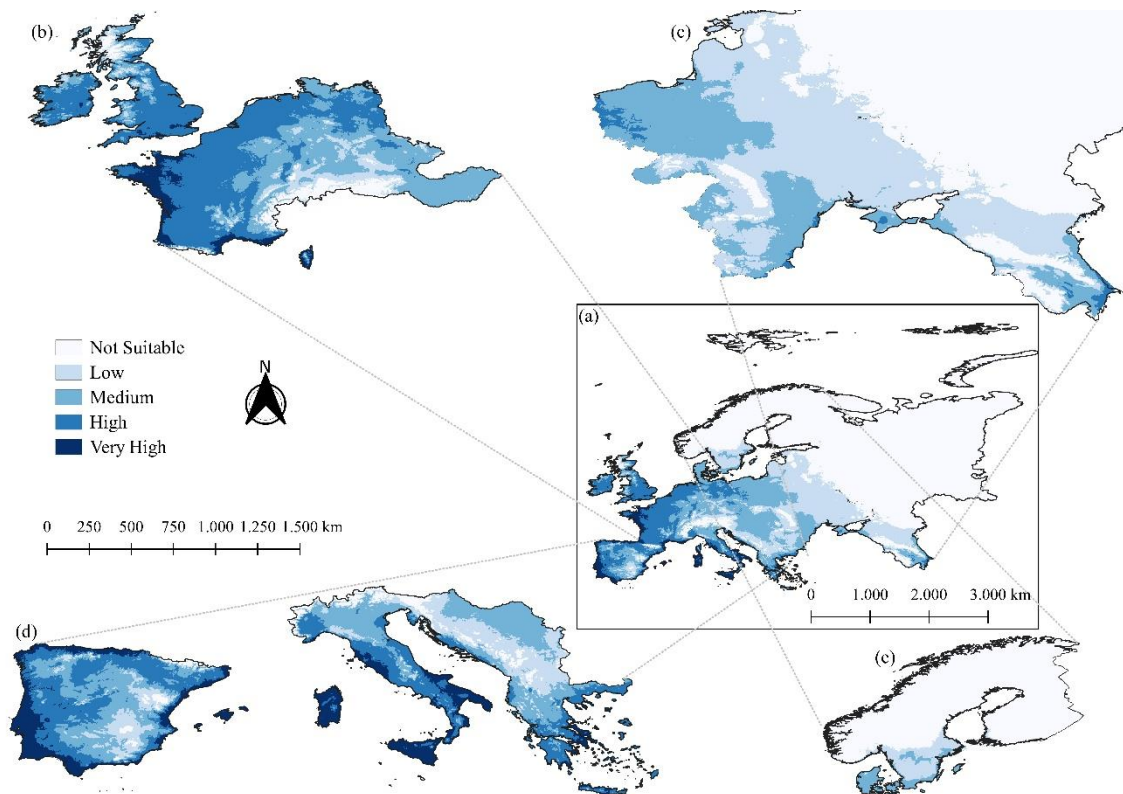 (b)
(c)
Not Suitable
Low
Medium
High
Very High
N
(a)
0 250 500 750 1.000 1.250 1.500 km
0 1.000 2.000 3.000 km
(d)
(e)